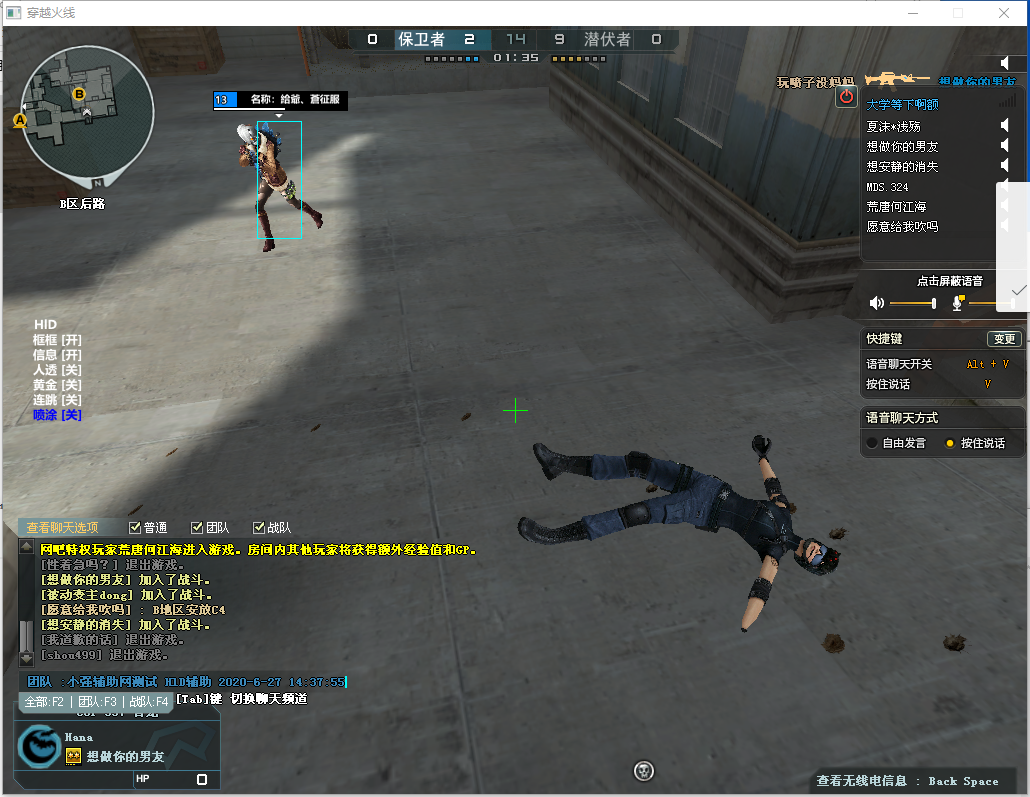 穿越火线
0 保卫者 2 14 9 潜伏者 0
01:35
B
A
N
B区后路
13 名称: 给爷、蒼征服
玩喷子没妈妈 想做你的男友
大学等下啊额
夏沫*浅殇
想做你的男友
想安静的消失
MDS.324
荒唐何江海
愿意给我吹吗
点击屏蔽语音
快捷键 变更
语音聊天开关 Alt + V
按住说话 V
语音聊天方式
自由发言 按住说话
HlD
框框 [开]
信息 [开]
人透 [关]
黄金 [关]
连跳 [关]
喷涂 [关]
查看聊天选项 普通 团队 战队
网吧特权玩家荒唐何江海进入游戏。房间内其他玩家将获得额外经验值和GP。
[性着急吗？] 退出游戏。
[想做你的男友] 加入了战斗。
[被动变主dong] 加入了战斗。
[愿意给我吹吗] : B地区安放C4
[想安静的消失] 加入了战斗。
[我道歉的话] 退出游戏。
[shou499] 退出游戏。
团队 :小强辅助网测试 HlD辅助 2020-6-27 14:37:55
全部:F2 | 团队:F3 | 战队:F4 [Tab]键 切换聊天频道
Hana
想做你的男友
HP 0
查看无线电信息 : Back Space